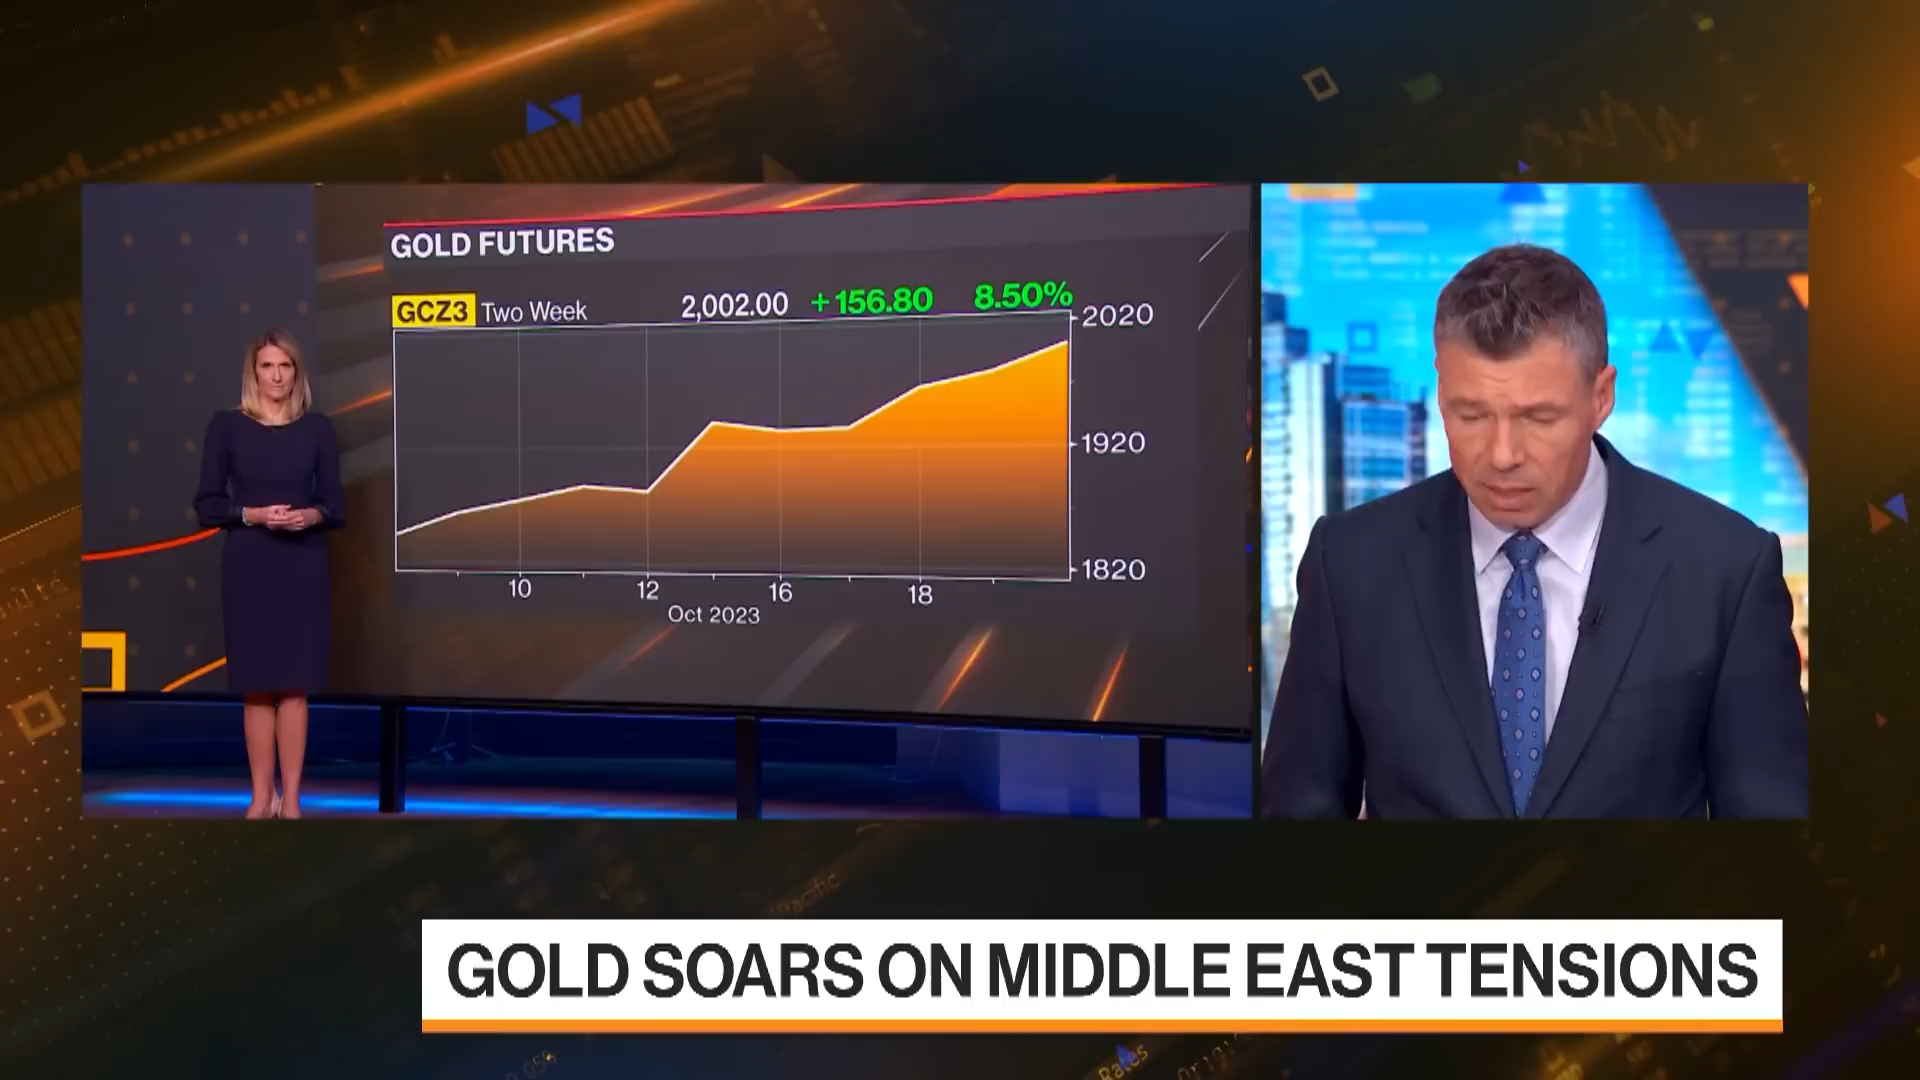 GOLD FUTURES
GCZ3 Two Week 2,002.00 +156.80 8.50%
2020
1920
1820
10 12 16 18
Oct 2023
GOLD SOARS ON MIDDLE EAST TENSIONS
Rates